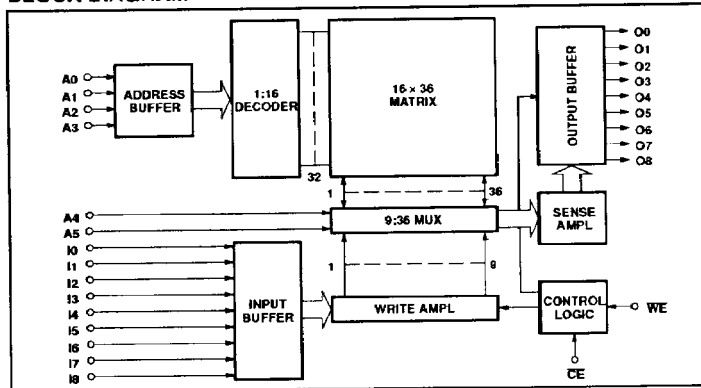 A0
A1
A2
A3
ADDRESS
BUFFER
1:16
DECODER
32
16 × 36
MATRIX
1
36
A4
A5
9:36 MUX
SENSE
AMPL
OUTPUT BUFFER
O0
O1
O2
O3
O4
O5
O6
O7
O8
I0
I1
I2
I3
I4
I5
I6
I7
I8
INPUT
BUFFER
1
9
WRITE AMPL
CONTROL
LOGIC
WE
CE